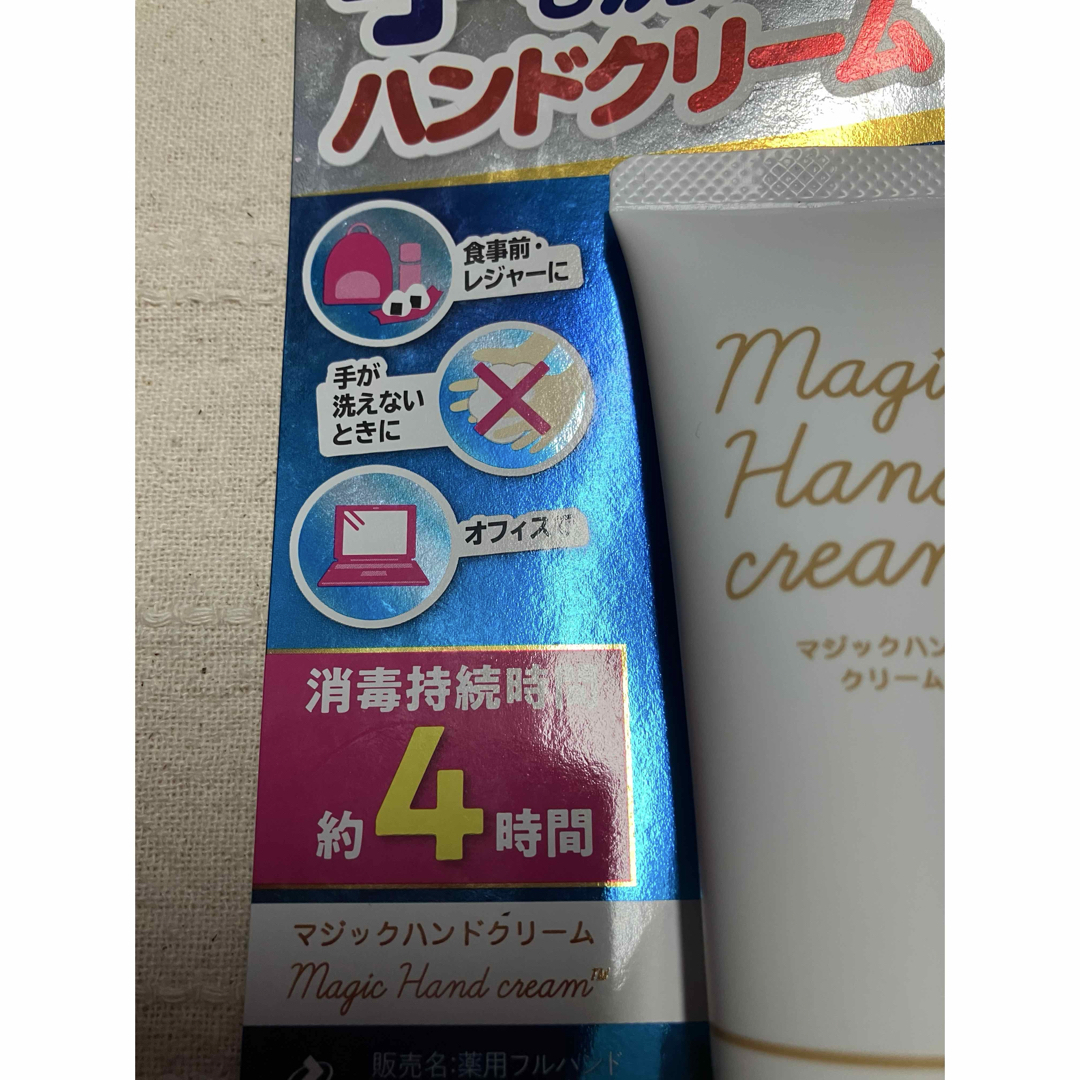 ハンドクリーム
食事前・
レジャーに
手が
洗えない
ときに
オフィスで
消毒持続時間
約4時間
マジックハンドクリーム
Magic Hand cream™
販売名:薬用フルハンド
Magi
Hand
cream
マジックハン
クリーム